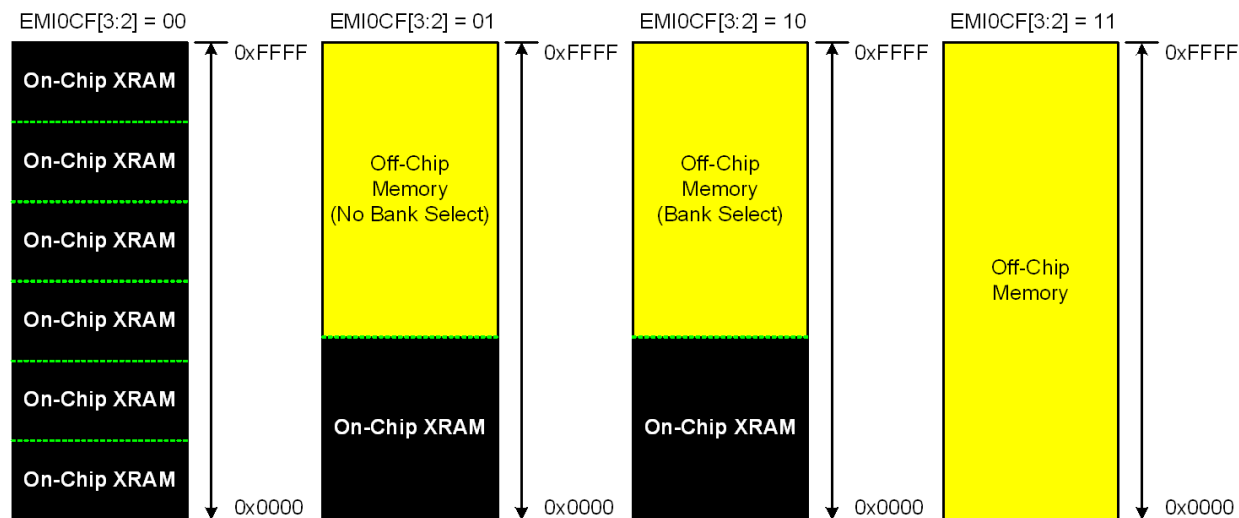 EMI0CF[3:2] = 00
EMI0CF[3:2] = 01
EMI0CF[3:2] = 10
EMI0CF[3:2] = 11
On-Chip XRAM
On-Chip XRAM
On-Chip XRAM
On-Chip XRAM
On-Chip XRAM
On-Chip XRAM
0xFFFF
0x0000
Off-Chip
Memory
(No Bank Select)
On-Chip XRAM
0xFFFF
0x0000
Off-Chip
Memory
(Bank Select)
On-Chip XRAM
0xFFFF
0x0000
Off-Chip
Memory
0xFFFF
0x0000